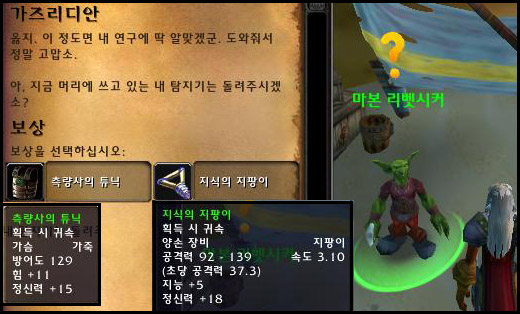 가즈리디안
옳지. 이 정도면 내 연구에 딱 알맞겠군. 도와줘서
정말 고맙소.
아, 지금 머리에 쓰고 있는 내 탐지기는 돌려주시겠
소?
보상
보상을 선택하십시오:
측량사의 튜닉
지식의 지팡이
측량사의 튜닉
획득 시 귀속
가슴 가죽
방어도 129
힘 +11
정신력 +15
지식의 지팡이
획득 시 귀속
양손 장비 지팡이
공격력 92 - 139 속도 3.10
(초당 공격력 37.3)
지능 +5
정신력 +18
마본 리벳시커
?